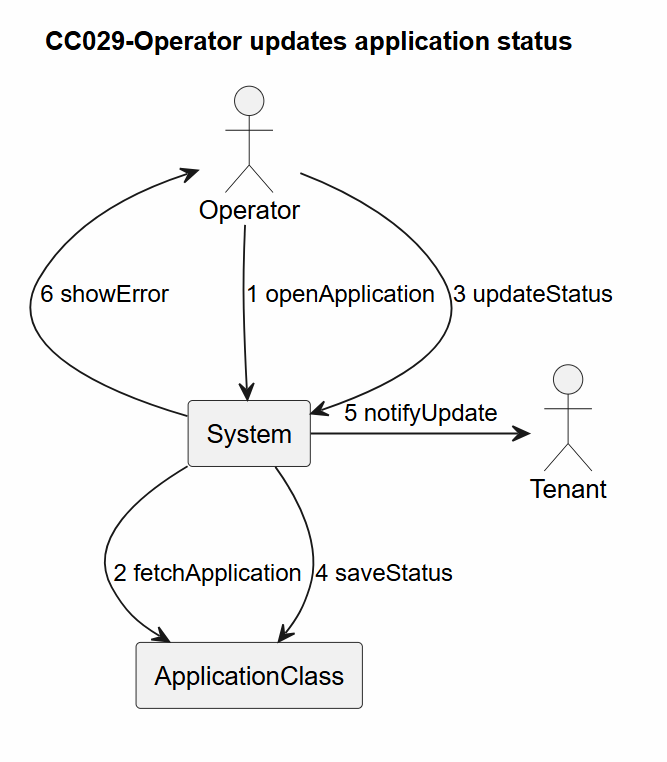 CC029-Operator updates application status
Operator
6 showError
1 openApplication
3 updateStatus
5 notifyUpdate
System
Tenant
2 fetchApplication
4 saveStatus
ApplicationClass